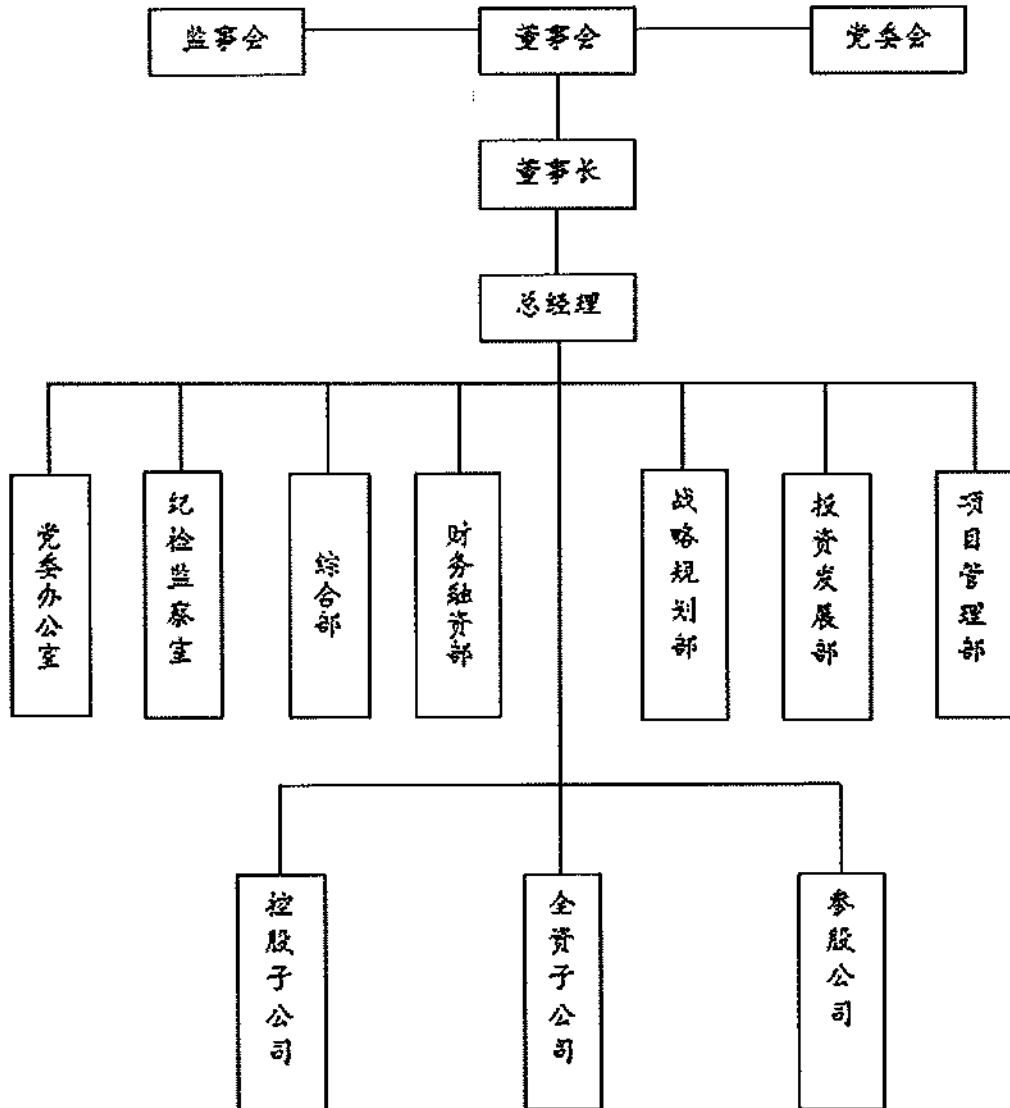 监事会
董事会
党委会
董事长
总经理
党委办公室
纪检监察室
综合部
财务融资部
战略规划部
投资发展部
项目管理部
控股子公司
全资子公司
参股公司